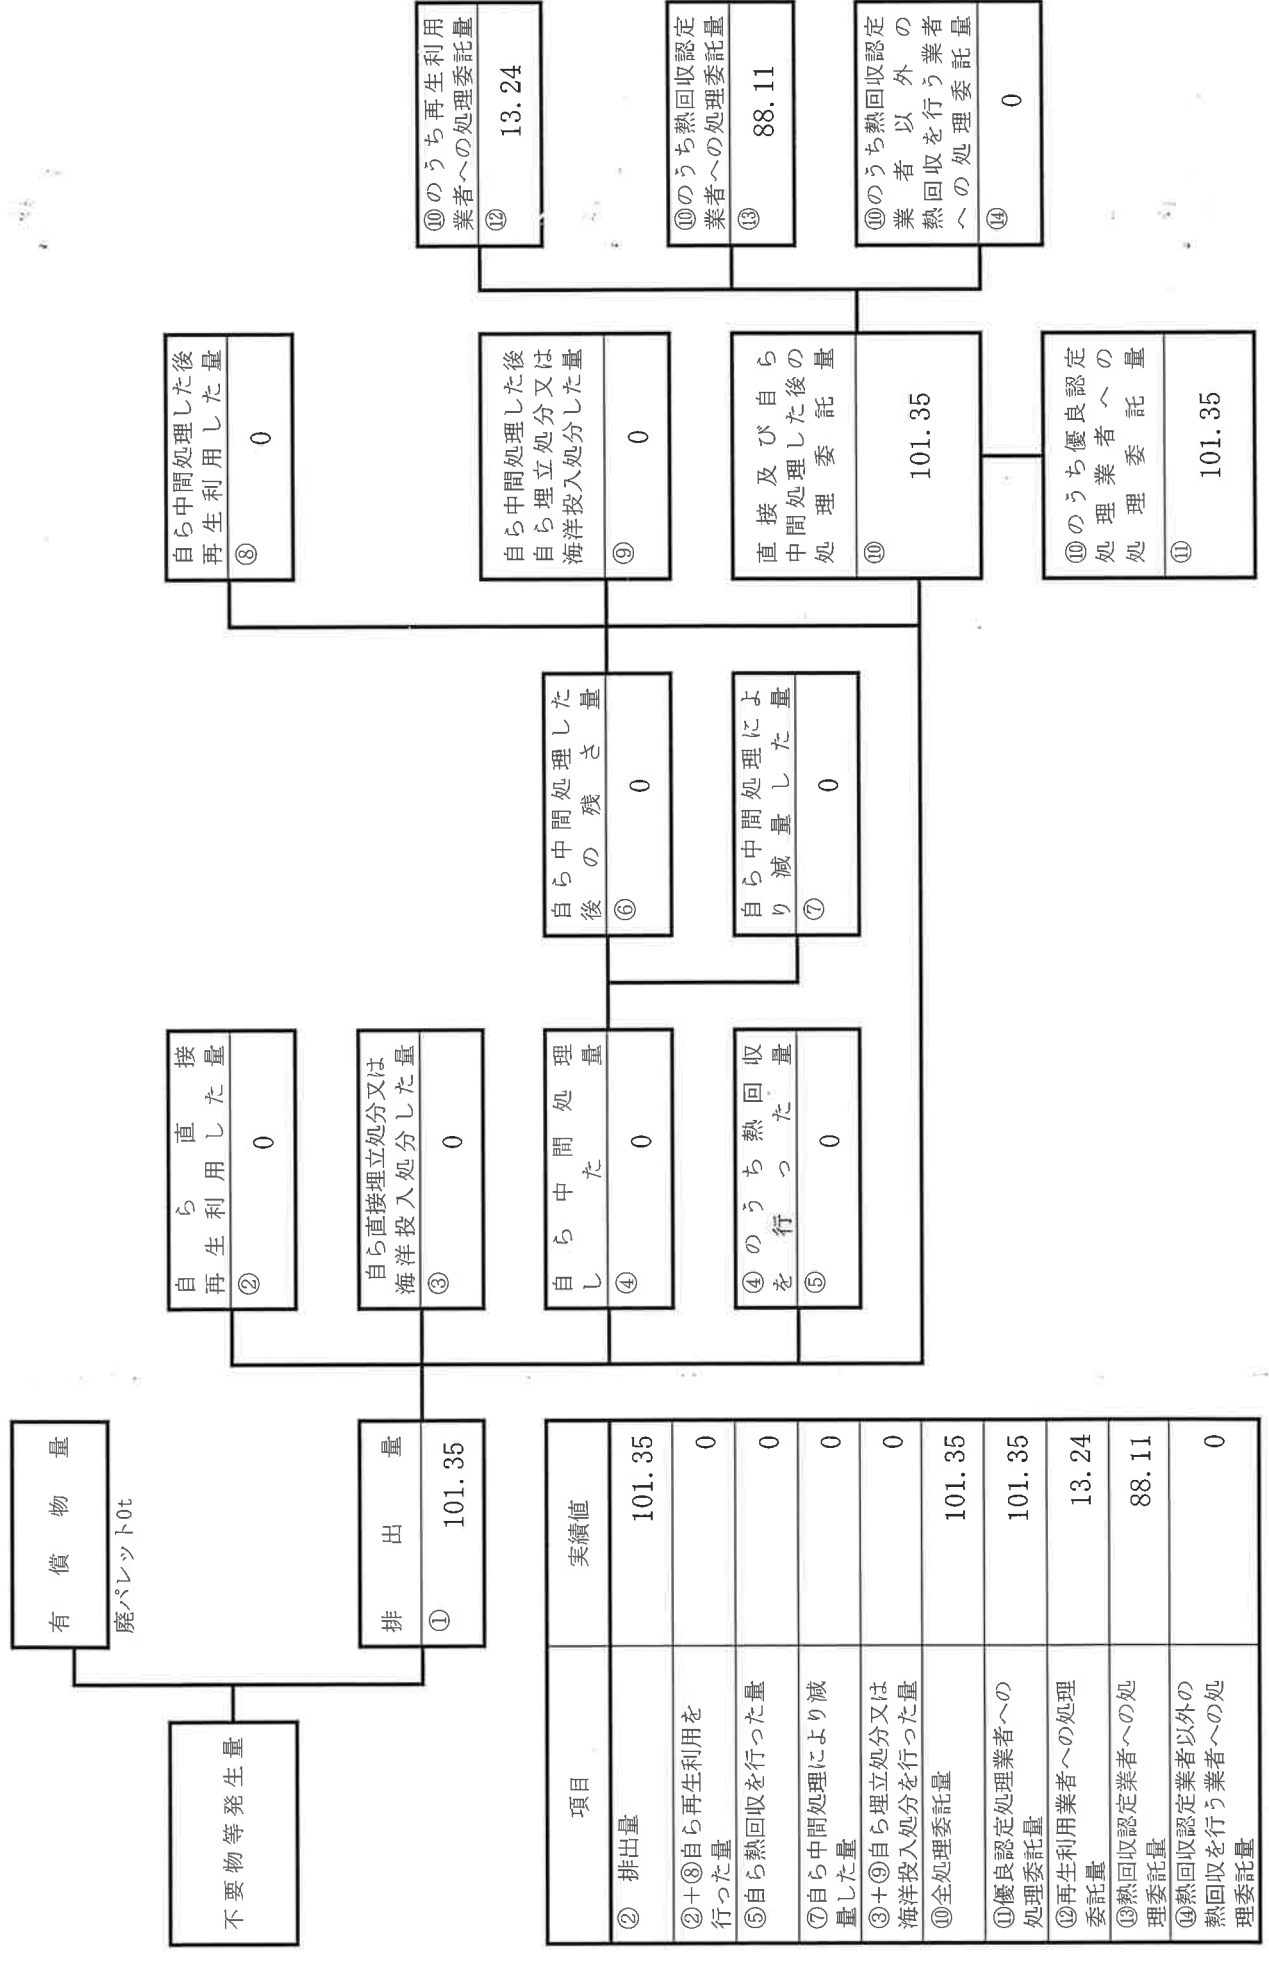 有償物量
廃パレット0t
不要物等発生量
排出量
① 101.35
自ら直接
再生利用した量
②
0
自ら直接埋立処分又は
海洋投入処分した量
③
0
自ら中間処理
した量
④
0
④のうち熱回収
を行った量
⑤
0
自ら中間処理した
後の残さ量
⑥
0
自ら中間処理によ
り減量した量
⑦
0
自ら中間処理した後
再生利用した量
⑧
0
自ら中間処理した後
自ら埋立処分又は
海洋投入処分した量
⑨
0
直接及び自ら
中間処理した後の
処理委託量
⑩
101.35
⑩のうち優良認定
処理業者への
処理委託量
⑪
101.35
⑩のうち再生利用
業者への処理委託量
⑫
13.24
⑩のうち熱回収認定
業者への処理委託量
⑬
88.11
⑩のうち熱回収認定
業者以外の
熱回収を行う業者
への処理委託量
⑭
0
項目 実績値
② 排出量 101.35
②+⑧自ら再生利用を
行った量 0
⑤自ら熱回収を行った量 0
⑦自ら中間処理により減
量した量 0
③+⑨自ら埋立処分又は
海洋投入処分を行った量 0
⑩全処理委託量 101.35
⑪優良認定処理業者への
処理委託量 101.35
⑫再生利用業者への処理
委託量 13.24
⑬熱回収認定業者への処
理委託量 88.11
⑭熱回収認定業者以外の
熱回収を行う業者への処
理委託量 0